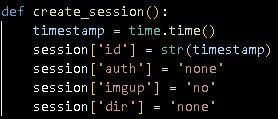 def create_session():
    timestamp = time.time()
    session['id'] = str(timestamp)
    session['auth'] = 'none'
    session['imgup'] = 'no'
    session['dir'] = 'none'